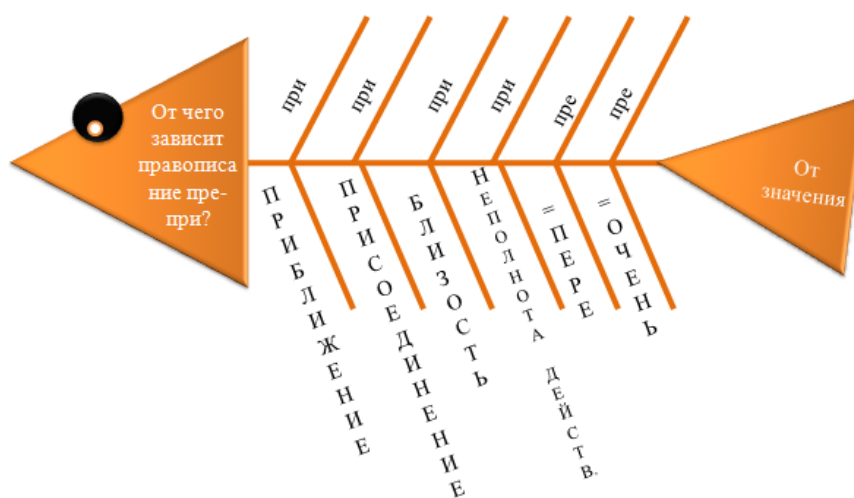 От чего
зависит
правописа
ние пре-
при?
при
при
при
при
пре
пре
ПРИБЛИЖЕНИЕ
ПРИСОЕДИНЕНИЕ
БЛИЗОСТЬ
НЕПОЛНОТА ДЕЙСТВ.
=ПЕРЕ
=ОЧЕНЬ
От
значения